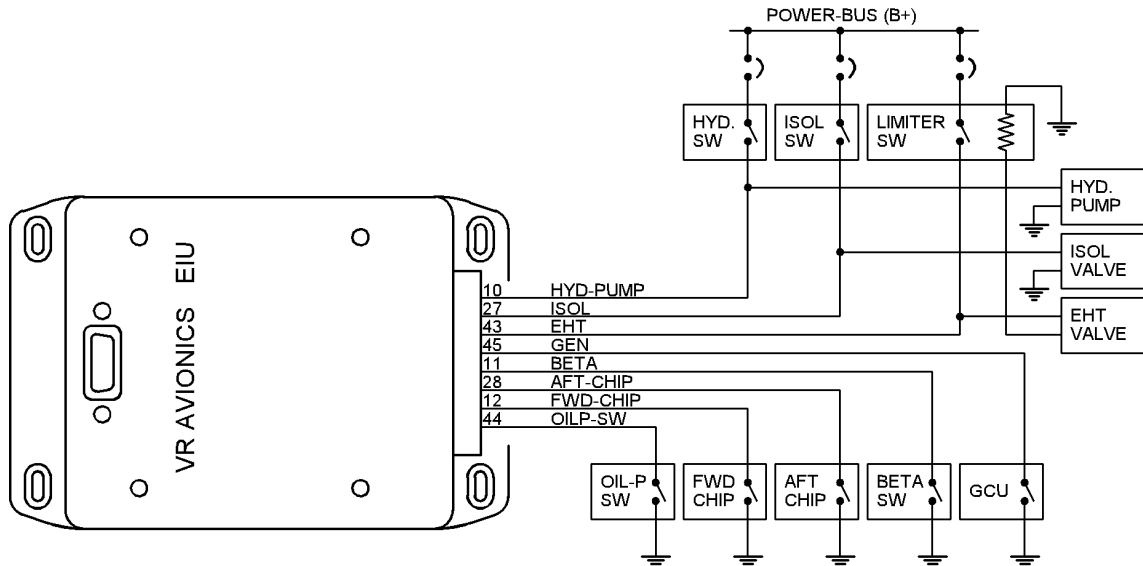 POWER-BUS (B+)
HYD.
SW
ISOL
SW
LIMITER
SW
HYD.
PUMP
ISOL
VALVE
EHT
VALVE
VR AVIONICS EIU
10 HYD-PUMP
27 ISOL
43 EHT
45 GEN
11 BETA
28 AFT-CHIP
12 FWD-CHIP
44 OILP-SW
OIL-P
SW
FWD
CHIP
AFT
CHIP
BETA
SW
GCU